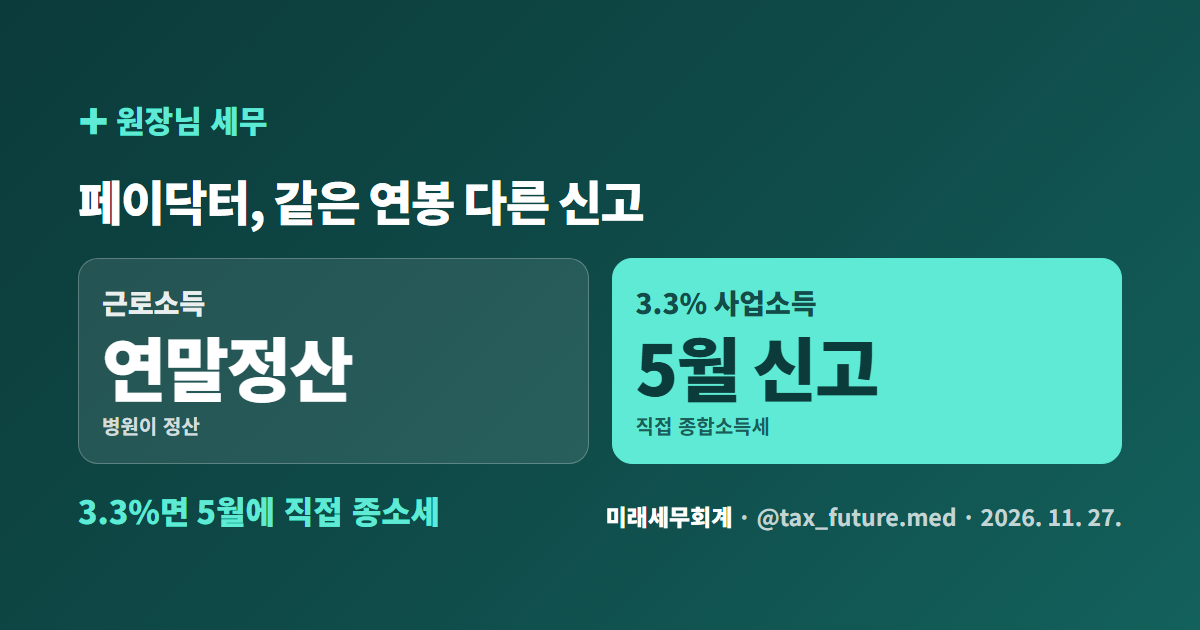 ✚ 원장님 세무
페이닥터, 같은 연봉 다른 신고
근로소득
연말정산
병원이 정산
3.3% 사업소득
5월 신고
직접 종합소득세
3.3%면 5월에 직접 종소세
미래세무회계 · @tax_future.med · 2026. 11. 27.